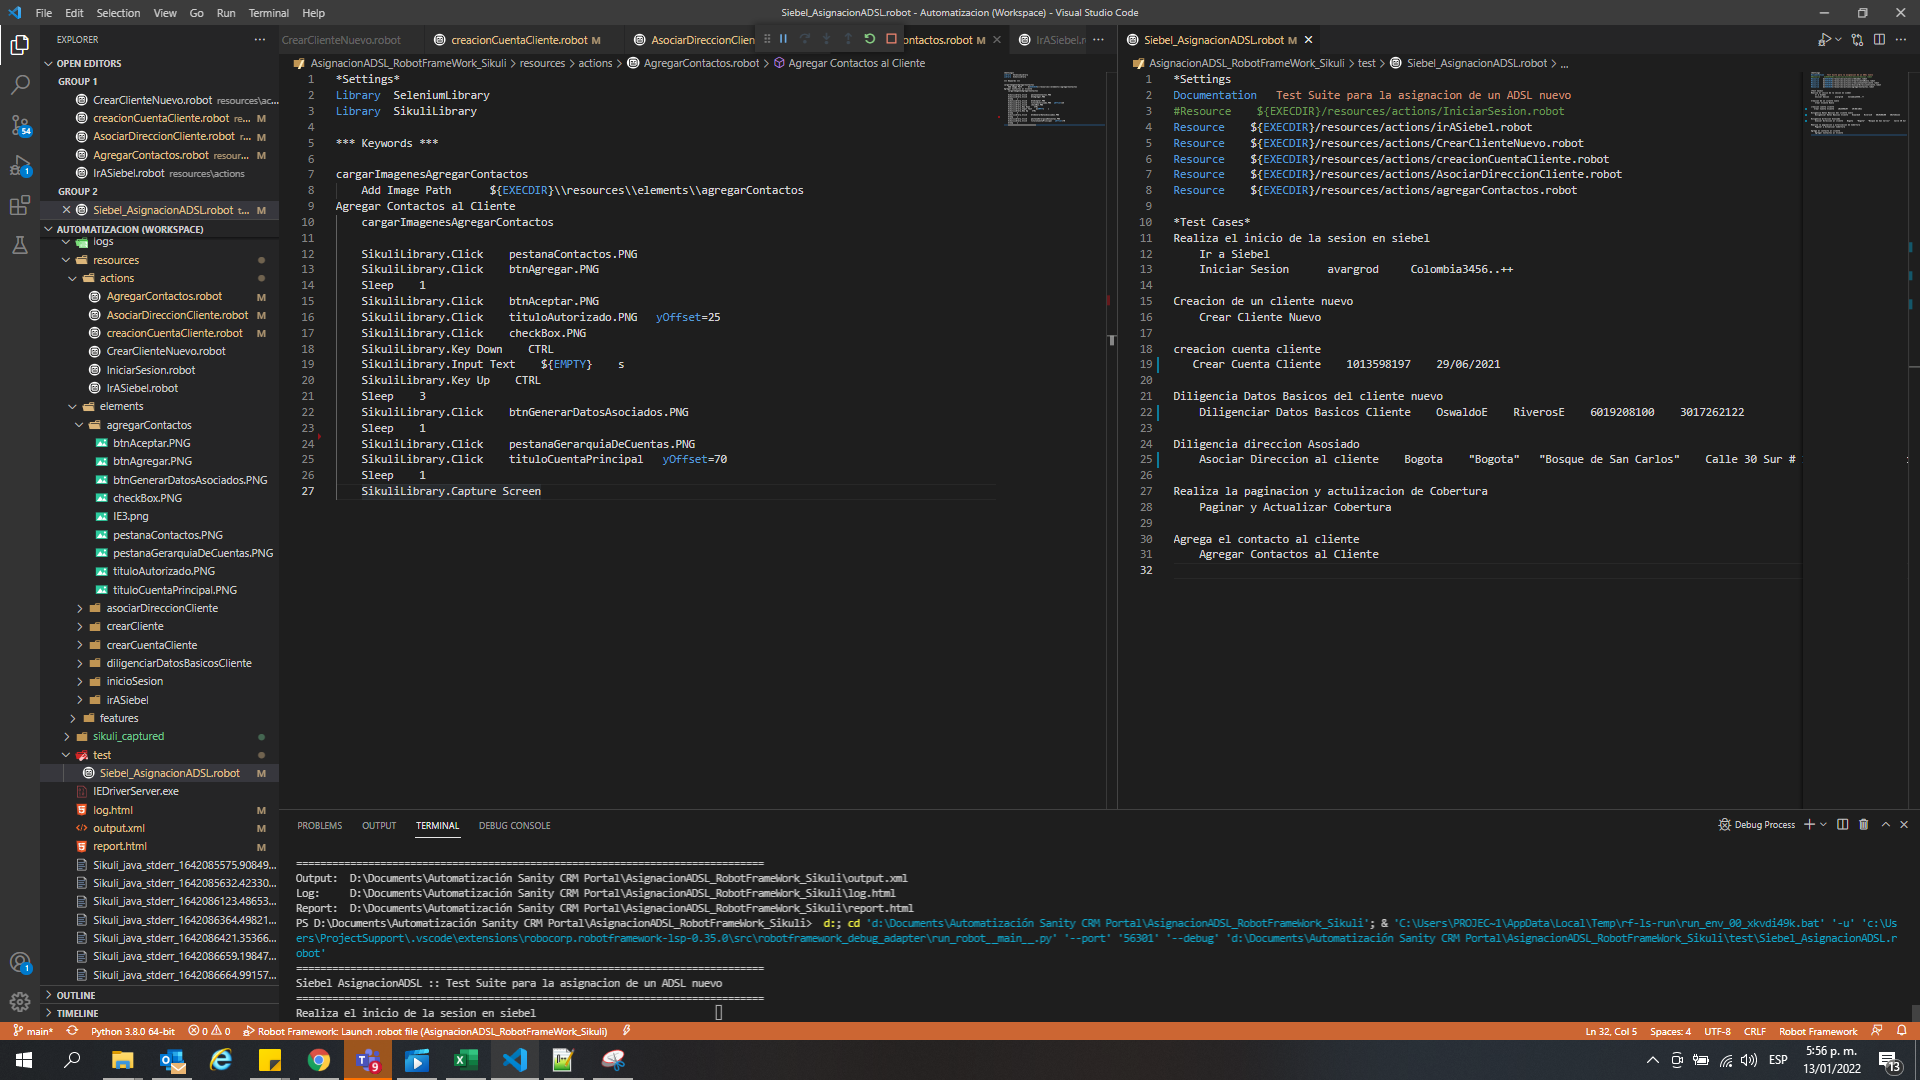 File Edit Selection View Go Run Terminal Help
Siebel_AsignacionADSL.robot - Automatizacion (Workspace) - Visual Studio Code
EXPLORER
OPEN EDITORS
GROUP 1
CrearClienteNuevo.robot resources\ac...
creacionCuentaCliente.robot re... M
AsociarDireccionCliente.robot r... M
AgregarContactos.robot resour... M
IrASiebel.robot resources\actions
GROUP 2
Siebel_AsignacionADSL.robot t... M
AUTOMATIZACION (WORKSPACE)
logs
resources
actions
AgregarContactos.robot M
AsociarDireccionCliente.robot M
creacionCuentaCliente.robot M
CrearClienteNuevo.robot
IniciarSesion.robot
IrASiebel.robot
elements
agregarContactos
btnAceptar.PNG
btnAgregar.PNG
btnGenerarDatosAsociados.PNG
checkBox.PNG
IE3.png
pestanaContactos.PNG
pestanaGerarquiaDeCuentas.PNG
tituloAutorizado.PNG
tituloCuentaPrincipal.PNG
asociarDireccionCliente
crearCliente
crearCuentaCliente
diligenciarDatosBasicosCliente
inicioSesion
irASiebel
features
sikuli_captured
test
Siebel_AsignacionADSL.robot M
IEDriverServer.exe
log.html M
output.xml M
report.html M
Sikuli_java_stderr_1642085575.90849...
Sikuli_java_stderr_1642085632.42330...
Sikuli_java_stderr_1642086123.48653...
Sikuli_java_stderr_1642086364.49821...
Sikuli_java_stderr_1642086421.35366...
Sikuli_java_stderr_1642086659.19847...
Sikuli_java_stderr_1642086664.99157...
OUTLINE
TIMELINE
54
1
1
CrearClienteNuevo.robot creacionCuentaCliente.robot M AsociarDireccionClien ontactos.robot M IrASiebel.r
AsignacionADSL_RobotFrameWork_Sikuli > resources > actions > AgregarContactos.robot > Agregar Contactos al Cliente
1 *Settings*
2 Library SeleniumLibrary
3 Library SikuliLibrary
4
5 *** Keywords ***
6
7 cargarImagenesAgregarContactos
8 Add Image Path ${EXECDIR}\\resources\\elements\\agregarContactos
9 Agregar Contactos al Cliente
10 cargarImagenesAgregarContactos
11
12 SikuliLibrary.Click pestanaContactos.PNG
13 SikuliLibrary.Click btnAgregar.PNG
14 Sleep 1
15 SikuliLibrary.Click btnAceptar.PNG
16 SikuliLibrary.Click tituloAutorizado.PNG yOffset=25
17 SikuliLibrary.Click checkBox.PNG
18 SikuliLibrary.Key Down CTRL
19 SikuliLibrary.Input Text ${EMPTY} s
20 SikuliLibrary.Key Up CTRL
21 Sleep 3
22 SikuliLibrary.Click btnGenerarDatosAsociados.PNG
23 Sleep 1
24 SikuliLibrary.Click pestanaGerarquiaDeCuentas.PNG
25 SikuliLibrary.Click tituloCuentaPrincipal yOffset=70
26 Sleep 1
27 SikuliLibrary.Capture Screen
Siebel_AsignacionADSL.robot M
AsignacionADSL_RobotFrameWork_Sikuli > test > Siebel_AsignacionADSL.robot > ...
1 *Settings
2 Documentation Test Suite para la asignacion de un ADSL nuevo
3 #Resource ${EXECDIR}/resources/actions/IniciarSesion.robot
4 Resource ${EXECDIR}/resources/actions/irASiebel.robot
5 Resource ${EXECDIR}/resources/actions/CrearClienteNuevo.robot
6 Resource ${EXECDIR}/resources/actions/creacionCuentaCliente.robot
7 Resource ${EXECDIR}/resources/actions/AsociarDireccionCliente.robot
8 Resource ${EXECDIR}/resources/actions/agregarContactos.robot
9
10 *Test Cases*
11 Realiza el inicio de la sesion en siebel
12 Ir a Siebel
13 Iniciar Sesion avargrod Colombia3456..++
14
15 Creacion de un cliente nuevo
16 Crear Cliente Nuevo
17
18 creacion cuenta cliente
19 Crear Cuenta Cliente 1013598197 29/06/2021
20
21 Diligencia Datos Basicos del cliente nuevo
22 Diligenciar Datos Basicos Cliente OswaldoE RiverosE 6019208100 3017262122
23
24 Diligencia direccion Asosiado
25 Asociar Direccion al cliente Bogota "Bogota" "Bosque de San Carlos" Calle 30 Sur #
26
27 Realiza la paginacion y actulizacion de Cobertura
28 Paginar y Actualizar Cobertura
29
30 Agrega el contacto al cliente
31 Agregar Contactos al Cliente
32
PROBLEMS OUTPUT TERMINAL DEBUG CONSOLE
Debug Process
==============================================================================
Output: D:\Documents\Automatización Sanity CRM Portal\AsignacionADSL_RobotFrameWork_Sikuli\output.xml
Log: D:\Documents\Automatización Sanity CRM Portal\AsignacionADSL_RobotFrameWork_Sikuli\log.html
Report: D:\Documents\Automatización Sanity CRM Portal\AsignacionADSL_RobotFrameWork_Sikuli\report.html
PS D:\Documents\Automatización Sanity CRM Portal\AsignacionADSL_RobotFrameWork_Sikuli> d:; cd 'd:\Documents\Automatización Sanity CRM Portal\AsignacionADSL_RobotFrameWork_Sikuli'; & 'C:\Users\PROJEC~1\AppData\Local\Temp\rf-ls-run\run_env_00_xkvdi49k.bat' '-u' 'c:\Us
ers\ProjectSupport\.vscode\extensions\robocorp.robotframework-lsp-0.35.0\src\robotframework_debug_adapter\run_robot__main__.py' '--port' '56301' '--debug' 'd:\Documents\Automatización Sanity CRM Portal\AsignacionADSL_RobotFrameWork_Sikuli\test\Siebel_AsignacionADSL.r
obot'
==============================================================================
Siebel AsignacionADSL :: Test Suite para la asignacion de un ADSL nuevo
==============================================================================
Realiza el inicio de la sesion en siebel
main* Python 3.8.0 64-bit 0 0 Robot Framework: Launch .robot file (AsignacionADSL_RobotFrameWork_Sikuli)
Ln 32, Col 5 Spaces: 4 UTF-8 CRLF Robot Framework
9
ESP
5:56 p. m.
13/01/2022
13